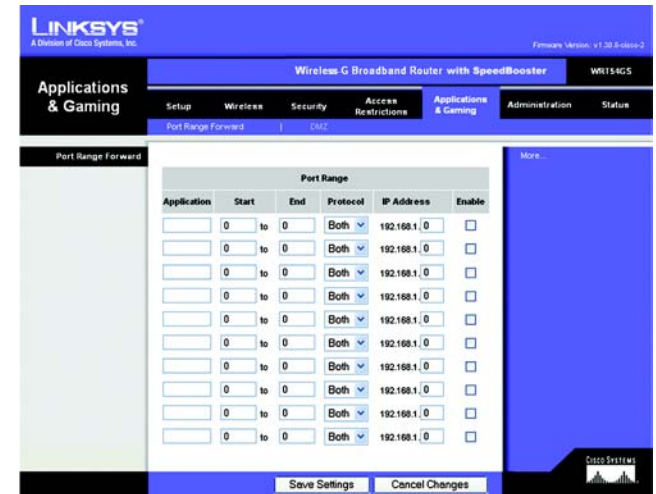 LINKSYS®
A Division of Cisco Systems, Inc.
Firmware Version: v1.30.8-cisco-2
Wireless-G Broadband Router with SpeedBooster WRT54GS
Applications & Gaming
Setup Wireless Security Access Restrictions Applications & Gaming Administration Status
Port Range Forward | DMZ
Port Range Forward
More...
Port Range
Application Start End Protocol IP Address Enable
0 to 0 Both 192.168.1. 0
0 to 0 Both 192.168.1. 0
0 to 0 Both 192.168.1. 0
0 to 0 Both 192.168.1. 0
0 to 0 Both 192.168.1. 0
0 to 0 Both 192.168.1. 0
0 to 0 Both 192.168.1. 0
0 to 0 Both 192.168.1. 0
0 to 0 Both 192.168.1. 0
0 to 0 Both 192.168.1. 0
CISCO SYSTEMS
Save Settings Cancel Changes